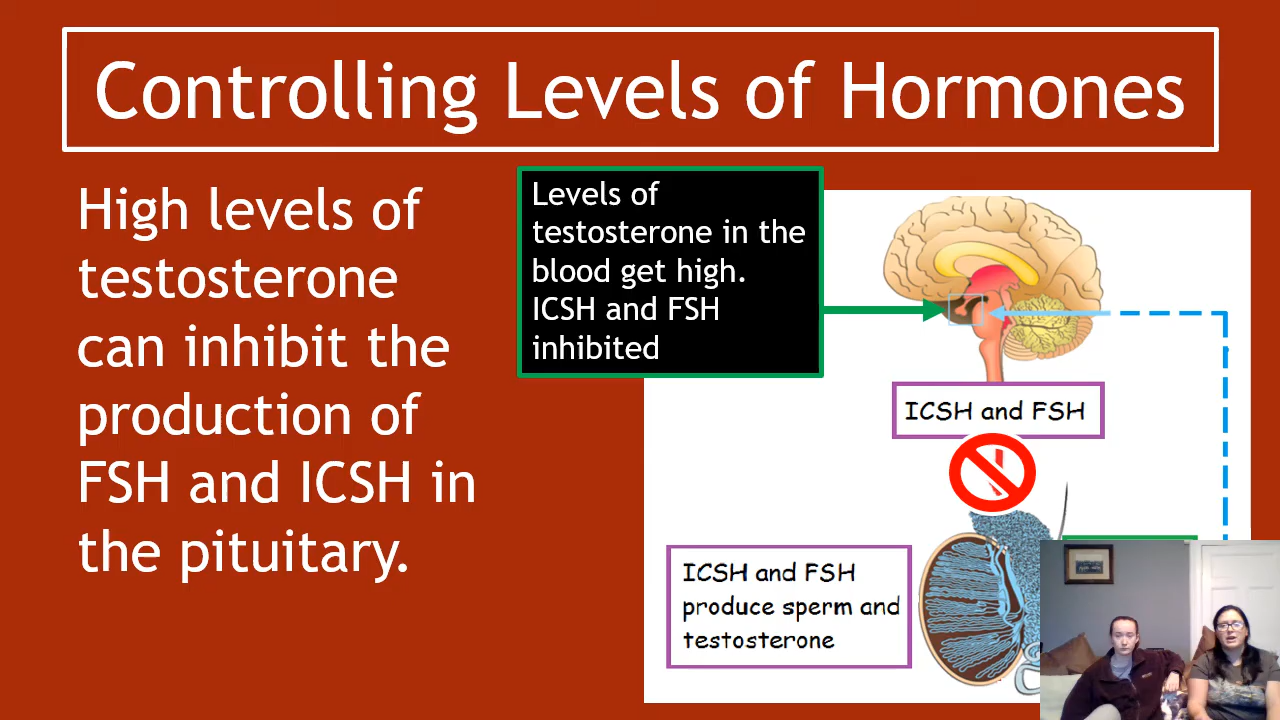 Controlling Levels of Hormones
High levels of
testosterone
can inhibit the
production of
FSH and ICSH in
the pituitary.
Levels of
testosterone in the
blood get high.
ICSH and FSH
inhibited
ICSH and FSH
ICSH and FSH
produce sperm and
testosterone